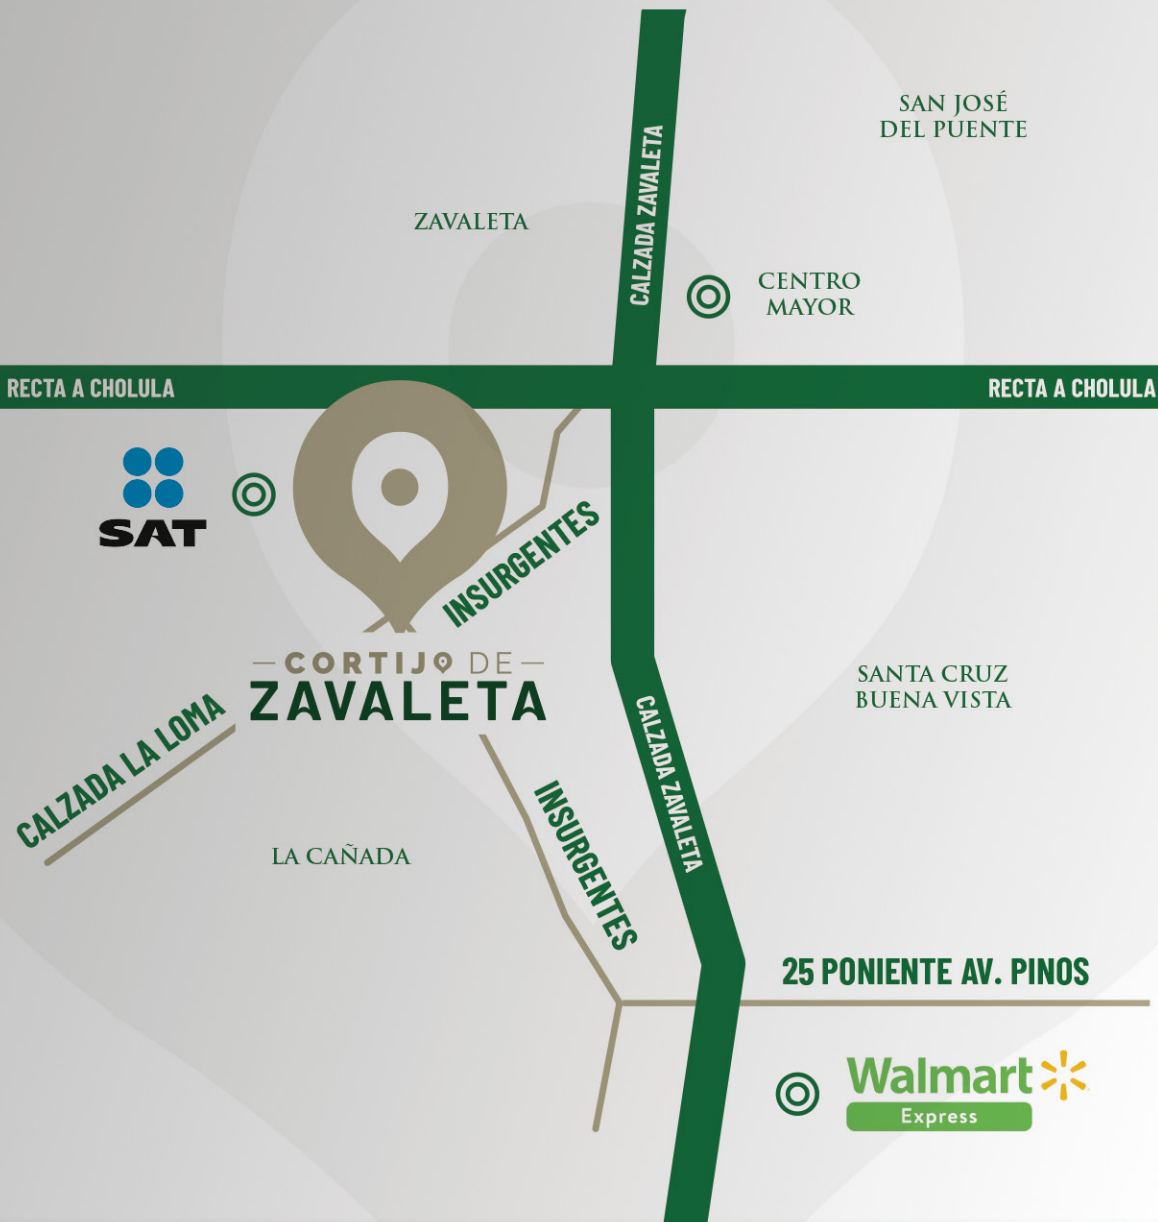 SAN JOSÉ
DEL PUENTE
CALZADA ZAVALETA
ZAVALETA
CENTRO
MAYOR
RECTA A CHOLULA
RECTA A CHOLULA
SAT
INSURGENTES
CORTIJO DE
ZAVALETA
SANTA CRUZ
BUENA VISTA
CALZADA LA LOMA
CALZADA ZAVALETA
INSURGENTES
LA CAÑADA
25 PONIENTE AV. PINOS
Walmart
Express